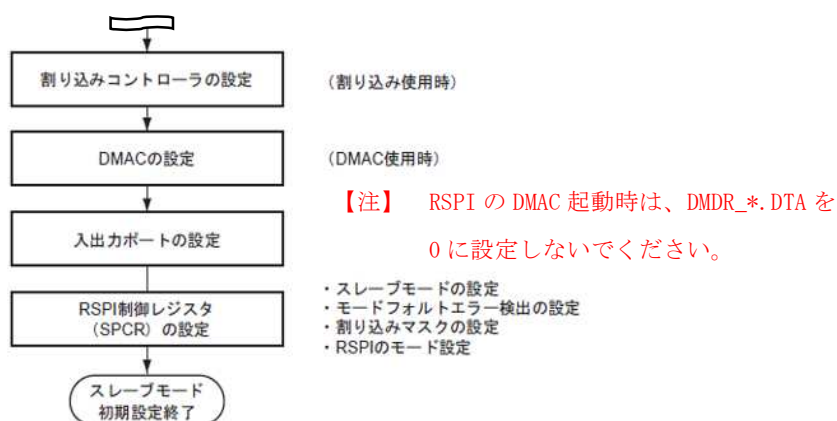 割り込みコントローラの設定
(割り込み使用時)
DMACの設定
(DMAC使用時)
【注】 RSPI の DMAC 起動時は、DMDR_*.DTA を
0 に設定しないでください。
入出力ポートの設定
RSPI制御レジスタ
(SPCR)の設定
・スレーブモードの設定
・モードフォルトエラー検出の設定
・割り込みマスクの設定
・RSPIのモード設定
スレーブモード
初期設定終了